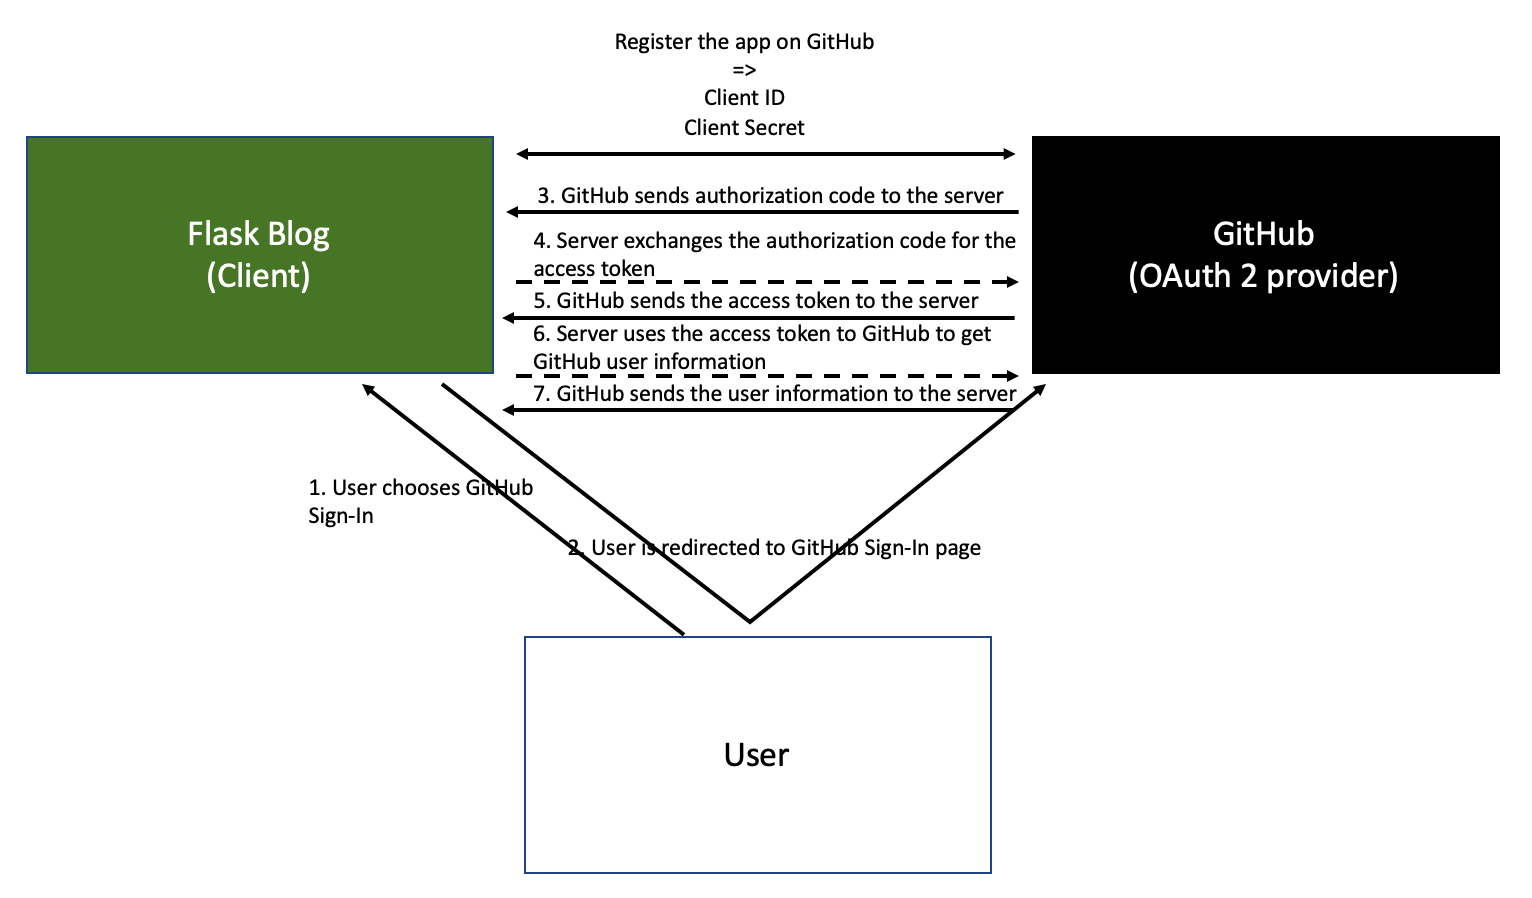 Register the app on GitHub
=>
Client ID
Client Secret
Flask Blog
(Client)
3. GitHub sends authorization code to the server
4. Server exchanges the authorization code for the
access token
5. GitHub sends the access token to the server
6. Server uses the access token to GitHub to get
GitHub user information
7. GitHub sends the user information to the server
GitHub
(OAuth 2 provider)
1. User chooses GitHub
Sign-In
2. User is redirected to GitHub Sign-In page
User